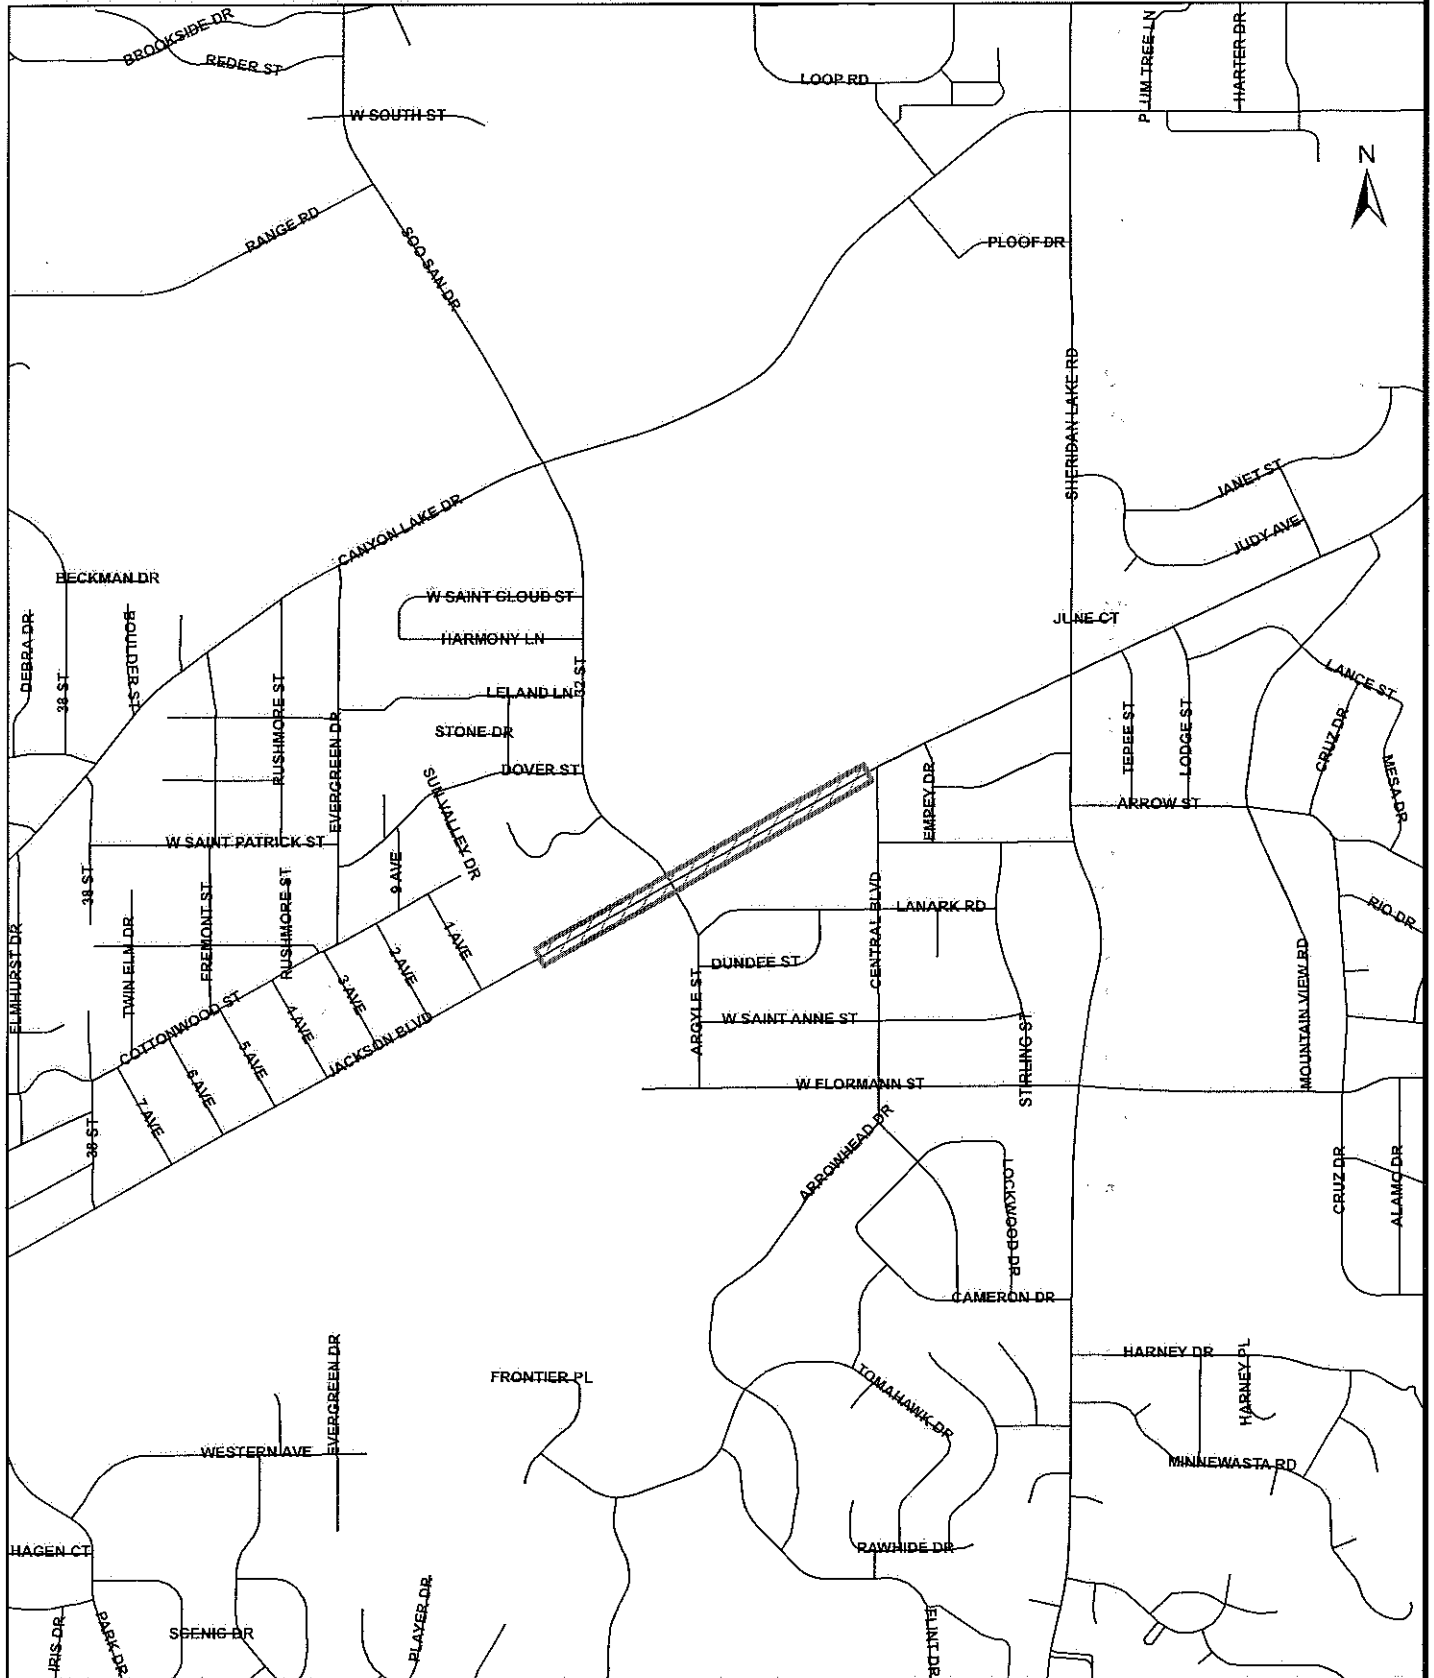 BROOKSIDE DR
REDER ST
W SOUTH ST
LOOP RD
PLUM TREE LN
HARTER DR
N
RANGE RD
SOO SAN DR
PLOOF DR
SHERIDAN LAKE RD
JANET ST
JUDY AVE
CANYON LAKE DR
BECKMAN DR
DEBRA DR
38 ST
BOULDER ST
W SAINT CLOUD ST
HARMONY LN
32 ST
LELAND LN
JUNE CT
RUSHMORE ST
EVERGREEN DR
STONE DR
DOVER ST
SUN VALLEY DR
LANCE ST
CRUZ DR
MESA DR
TEPEE ST
LODGE ST
ARROW ST
EMPEY DR
W SAINT PATRICK ST
38 ST
9 AVE
ELMHURST DR
TWIN ELM DR
FREMONT ST
RUSHMORE ST
1 AVE
2 AVE
3 AVE
4 AVE
5 AVE
6 AVE
7 AVE
COTTONWOOD ST
JACKSON BLVD
38 ST
CENTRAL BLVD
LANARK RD
DUNDEE ST
ARGYLE ST
W SAINT ANNE ST
STIRLING ST
MOUNTAIN VIEW RD
RIO DR
W FLORMANN ST
ARROWHEAD DR
LOCKWOOD DR
CRUZ DR
ALAMO DR
CAMERON DR
HARNEY DR
HARNEY PL
MINNEWASTA RD
TOMAHAWK DR
FRONTIER PL
EVERGREEN DR
WESTERN AVE
RAWHIDE DR
HAGEN CT
IRIS DR
PARK DR
SCENIC DR
PLAYER DR
FLINT DR